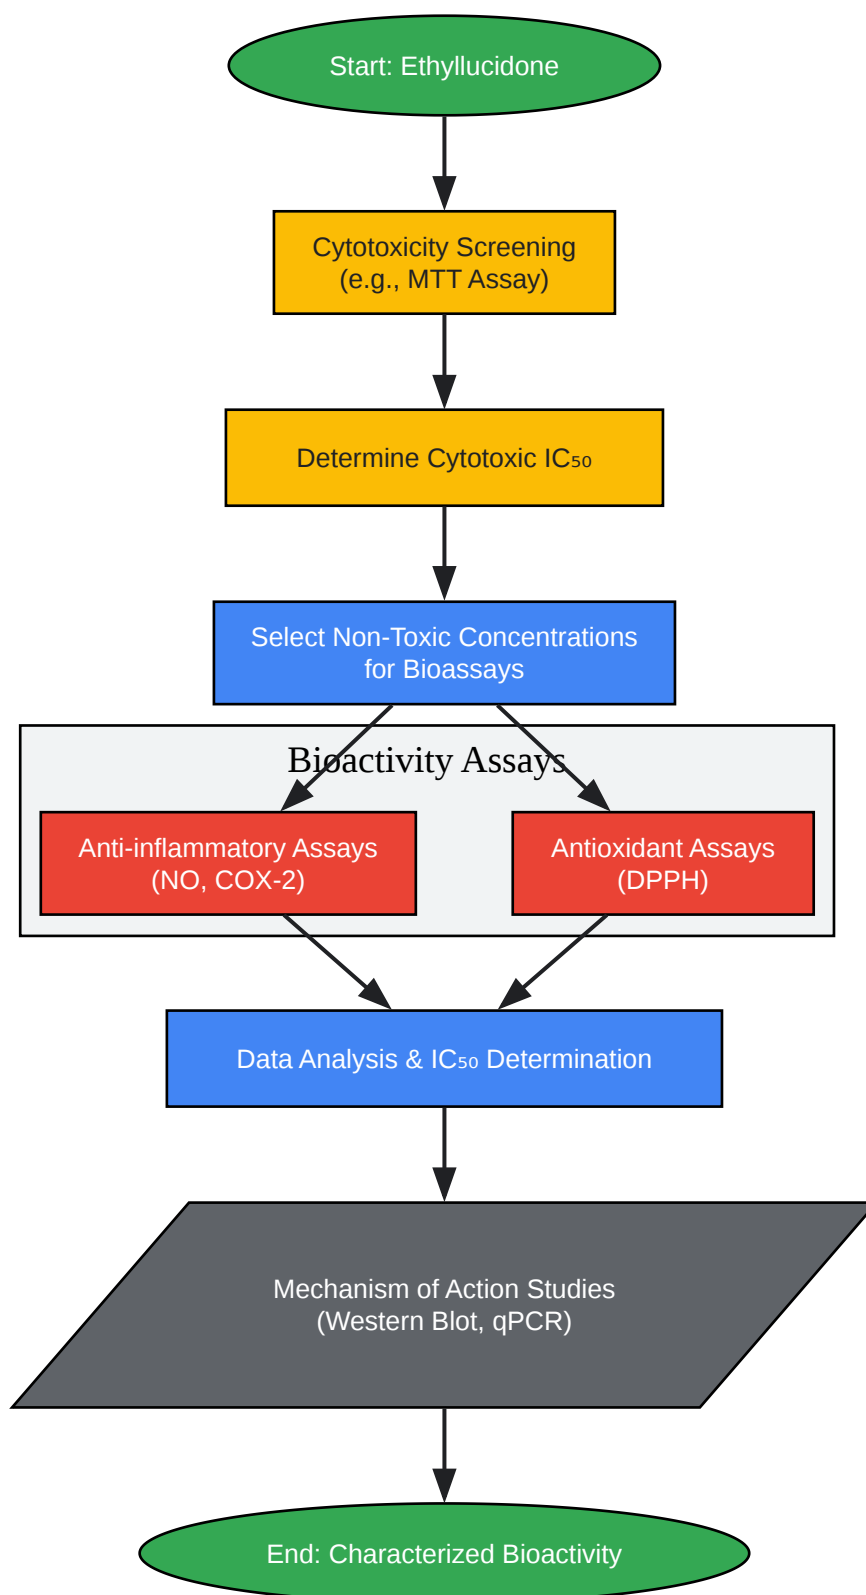 Start: Ethyllucidone
Cytotoxicity Screening
(e.g., MTT Assay)
Determine Cytotoxic IC₅₀
Select Non-Toxic Concentrations
for Bioassays
Bioactivity Assays
Anti-inflammatory Assays
(NO, COX-2)
Antioxidant Assays
(DPPH)
Data Analysis & IC₅₀ Determination
Mechanism of Action Studies
(Western Blot, qPCR)
End: Characterized Bioactivity